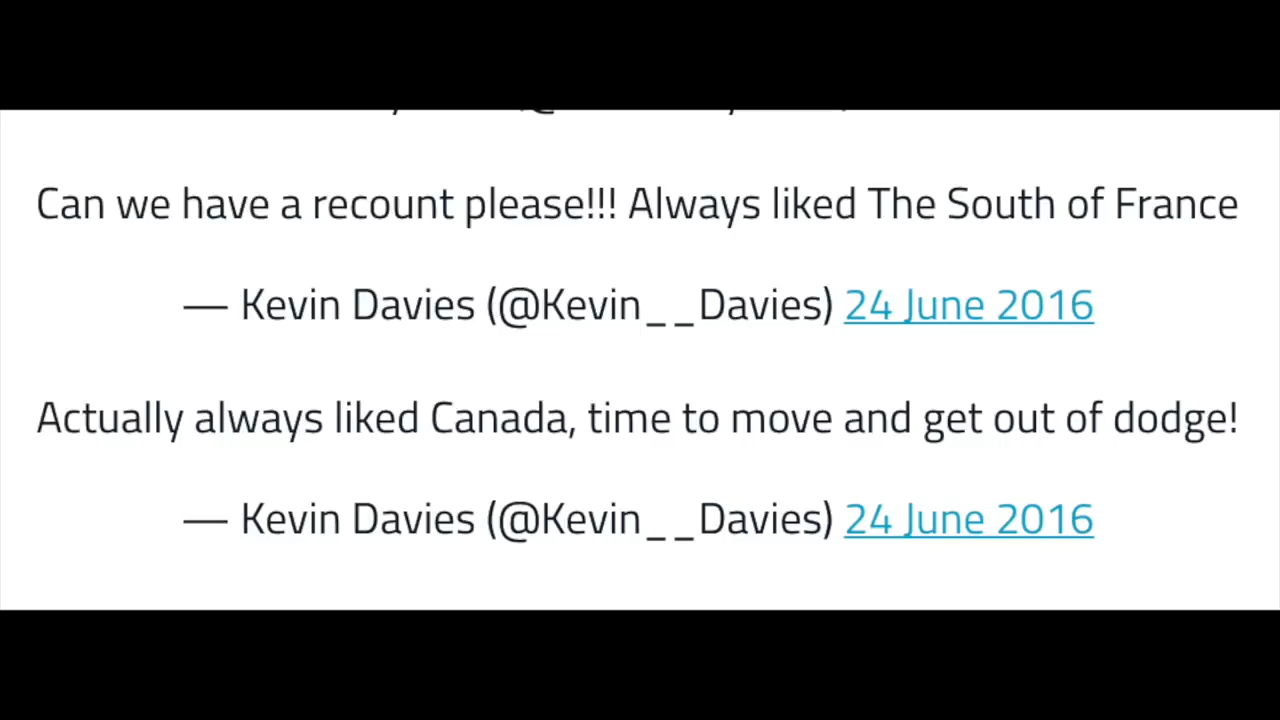 Can we have a recount please!!! Always liked The South of France
— Kevin Davies (@Kevin__Davies) 24 June 2016
Actually always liked Canada, time to move and get out of dodge!
— Kevin Davies (@Kevin__Davies) 24 June 2016